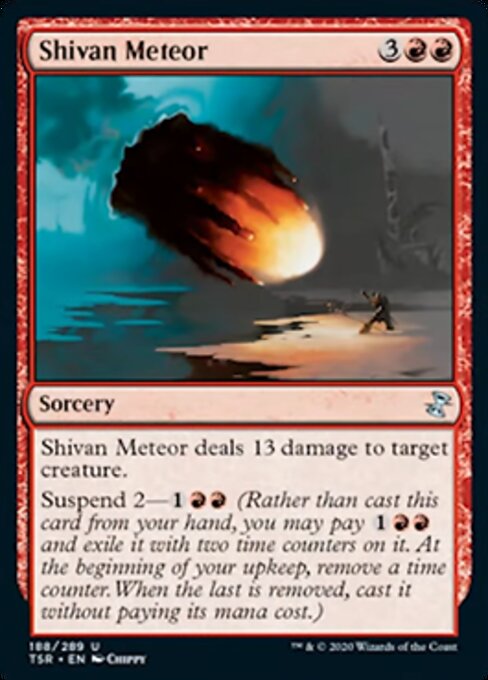 Shivan Meteor 3
Sorcery
Shivan Meteor deals 13 damage to target
creature.
Suspend 2—1 (Rather than cast this
card from your hand, you may pay 1
and exile it with two time counters on it. At
the beginning of your upkeep, remove a time
counter. When the last is removed, cast it
without paying its mana cost.)
188/289 U
TSR • EN Chippy
™ & © 2020 Wizards of the Coast